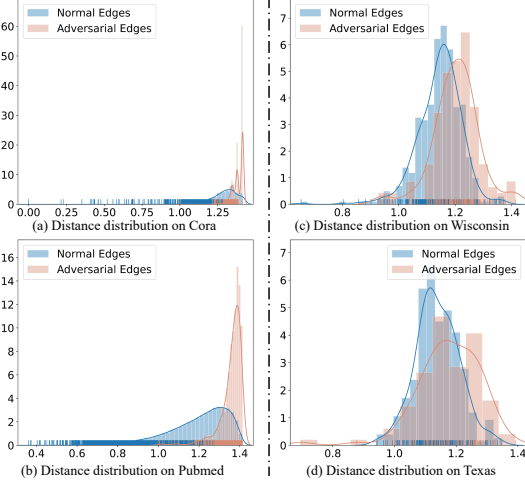 Normal Edges
Adversarial Edges
60
50
40
30
20
10
0
0.00 0.25 0.50 0.75 1.00 1.25
(a) Distance distribution on Cora
Normal Edges
Adversarial Edges
7
6
5
4
3
2
1
0
0.8 1.0 1.2 1.4
(c) Distance distribution on Wisconsin
Normal Edges
Adversarial Edges
16
14
12
10
8
6
4
2
0
0.4 0.6 0.8 1.0 1.2 1.4
(b) Distance distribution on Pubmed
Normal Edges
Adversarial Edges
7
6
5
4
3
2
1
0
0.8 1.0 1.2 1.4
(d) Distance distribution on Texas